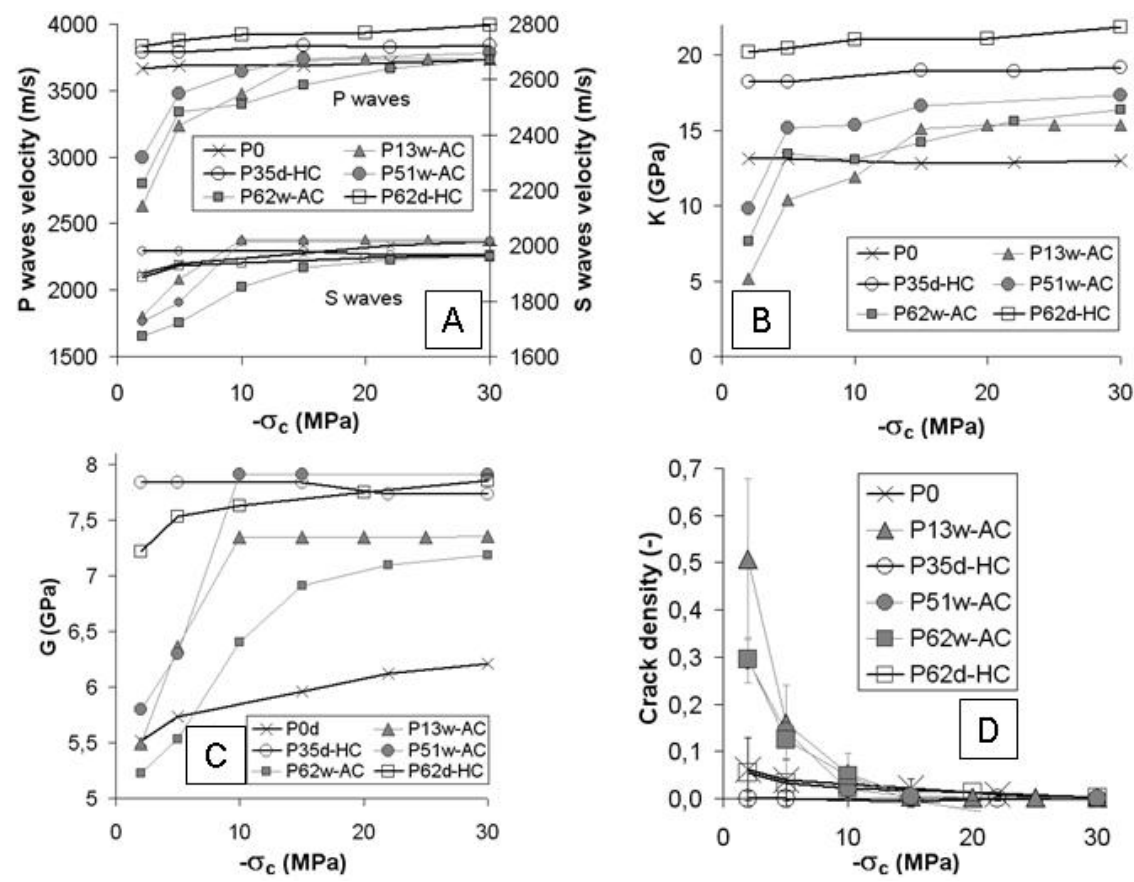 4000
3500
3000
2500
2000
1500
P waves velocity (m/s)
2800
2600
2400
2200
2000
1800
1600
S waves velocity (m/s)
P waves
P0
P13w-AC
P35d-HC
P51w-AC
P62w-AC
P62d-HC
S waves
A
0 10 20 30
-σc (MPa)
20
15
10
5
0
K (GPa)
P0
P13w-AC
P35d-HC
P51w-AC
P62w-AC
P62d-HC
B
0 10 20 30
-σc (MPa)
8
7,5
7
6,5
6
5,5
5
G (GPa)
C
P0d
P13w-AC
P35d-HC
P51w-AC
P62w-AC
P62d-HC
0 10 20 30
-σc (MPa)
0,7
0,6
0,5
0,4
0,3
0,2
0,1
0,0
Crack density (-)
P0
P13w-AC
P35d-HC
P51w-AC
P62w-AC
P62d-HC
D
0 10 20 30
-σc (MPa)